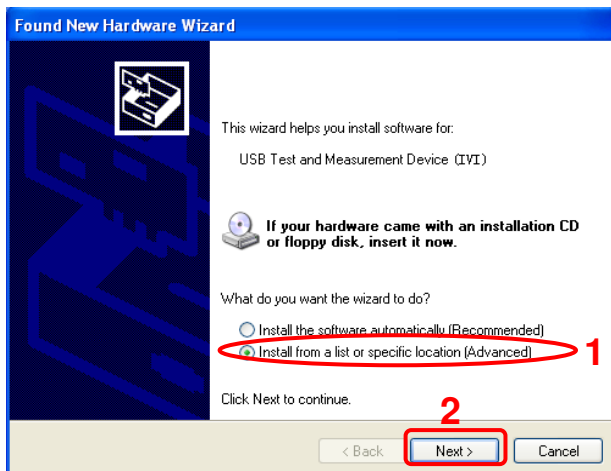 Found New Hardware Wizard
This wizard helps you install software for:
USB Test and Measurement Device (IVI)
If your hardware came with an installation CD
or floppy disk, insert it now.
What do you want the wizard to do?
Install the software automatically (Recommended)
Install from a list or specific location (Advanced)
1
Click Next to continue.
2
< Back Next > Cancel